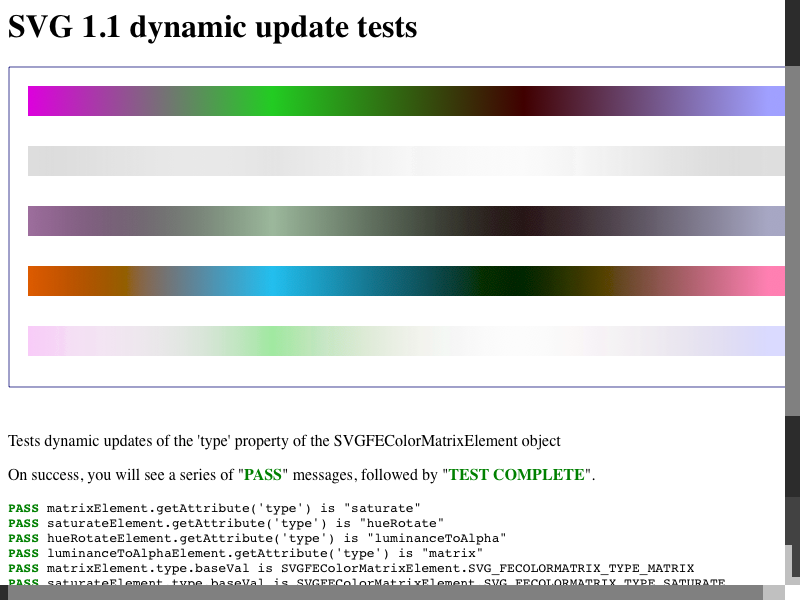 SVG 1.1 dynamic update tests
Tests dynamic updates of the 'type' property of the SVGFEColorMatrixElement object
On success, you will see a series of "PASS" messages, followed by "TEST COMPLETE".
PASS matrixElement.getAttribute('type') is "saturate"
PASS saturateElement.getAttribute('type') is "hueRotate"
PASS hueRotateElement.getAttribute('type') is "luminanceToAlpha"
PASS luminanceToAlphaElement.getAttribute('type') is "matrix"
PASS matrixElement.type.baseVal is SVGFEColorMatrixElement.SVG_FECOLORMATRIX_TYPE_MATRIX
PASS saturateElement.type.baseVal is SVGFEColorMatrixElement.SVG_FECOLORMATRIX_TYPE_SATURATE